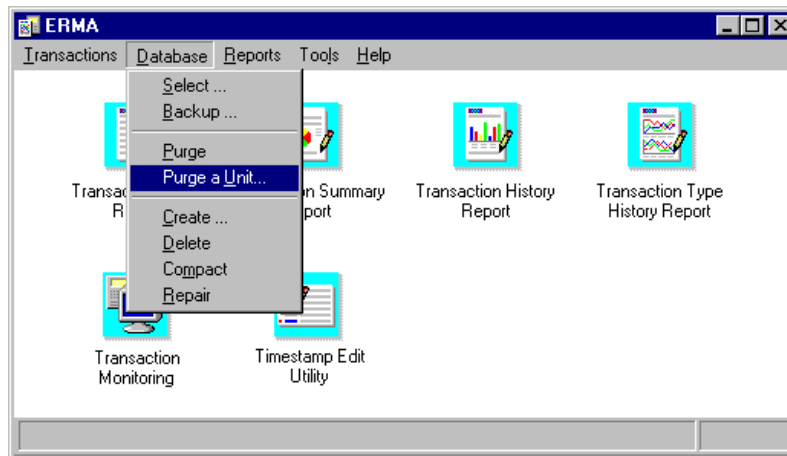 ERMA
Transactions Database Reports Tools Help
Select ...
Backup ...
Purge
Purge a Unit...
Create ...
Delete
Compact
Repair
Summary
Transaction History
Report
Transaction Type
History Report
Transaction
Monitoring
Timestamp Edit
Utility